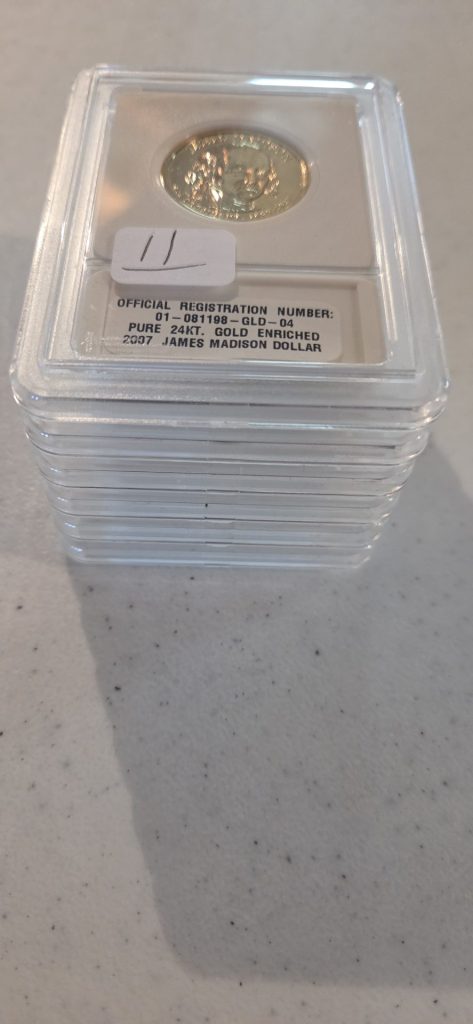 11
OFFICIAL REGISTRATION NUMBER:
01-081198-GLD-04
PURE 24KT. GOLD ENRICHED
2007 JAMES MADISON DOLLAR